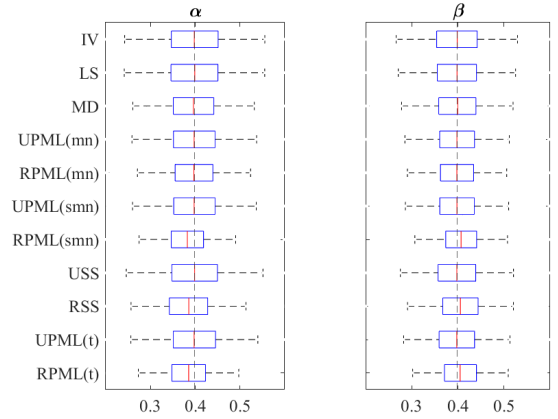 α β
IV
LS
MD
UPML(mn)
RPML(mn)
UPML(smn)
RPML(smn)
USS
RSS
UPML(t)
RPML(t)
0.3 0.4 0.5 0.3 0.4 0.5